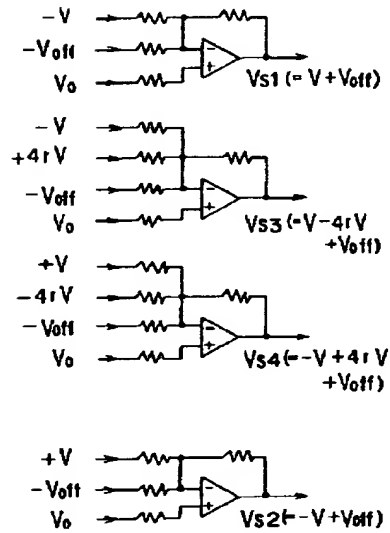 -V
-Voff
Vo
VS1 (= V + Voff)
-V
+4rV
-Voff
Vo
VS3 (= V - 4rV
+Voff)
+V
-4rV
-Voff
Vo
VS4 (= -V + 4rV
+Voff)
+V
-Voff
Vo
VS2 (= -V + Voff)